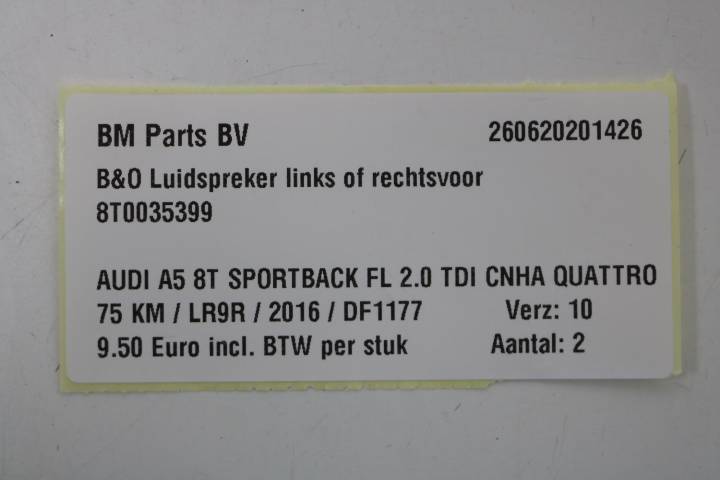 BM Parts BV 260620201426
B&O Luidspreker links of rechtsvoor
8T0035399
AUDI A5 8T SPORTBACK FL 2.0 TDI CNHA QUATTRO
75 KM / LR9R / 2016 / DF1177 Verz: 10
9.50 Euro incl. BTW per stuk Aantal: 2